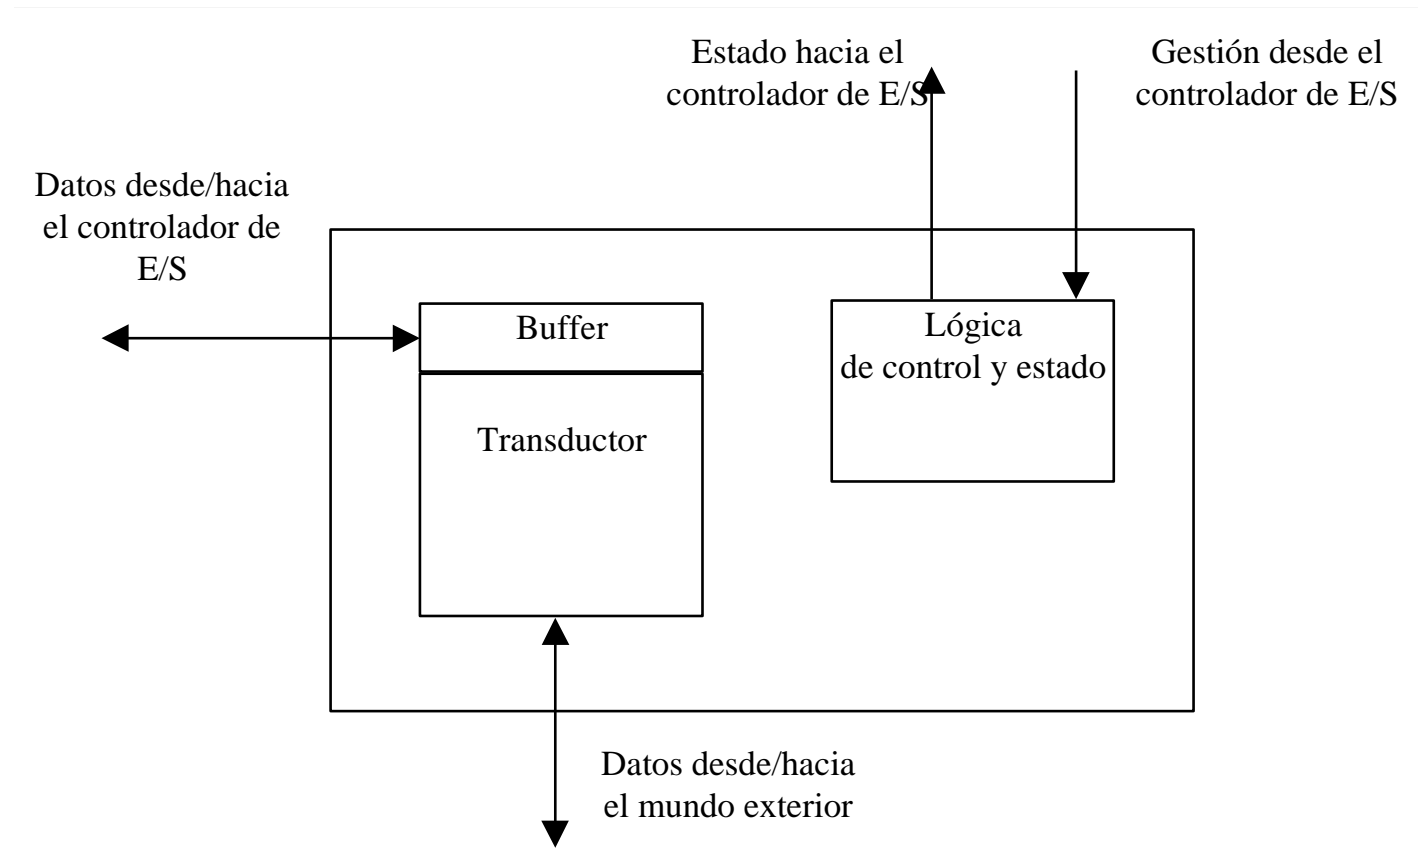 Estado hacia el
controlador de E/S
Gestión desde el
controlador de E/S
Datos desde/hacia
el controlador de
E/S
Buffer
Transductor
Lógica
de control y estado
Datos desde/hacia
el mundo exterior